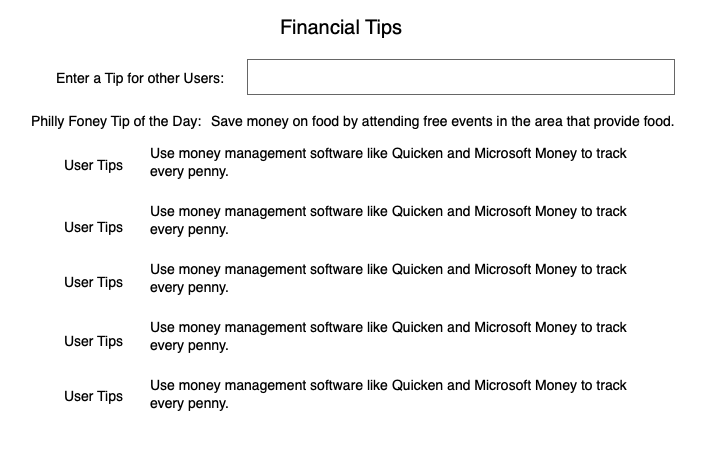 Financial Tips
Enter a Tip for other Users:
Philly Foney Tip of the Day: Save money on food by attending free events in the area that provide food.
User Tips
Use money management software like Quicken and Microsoft Money to track
every penny.
User Tips
Use money management software like Quicken and Microsoft Money to track
every penny.
User Tips
Use money management software like Quicken and Microsoft Money to track
every penny.
User Tips
Use money management software like Quicken and Microsoft Money to track
every penny.
User Tips
Use money management software like Quicken and Microsoft Money to track
every penny.